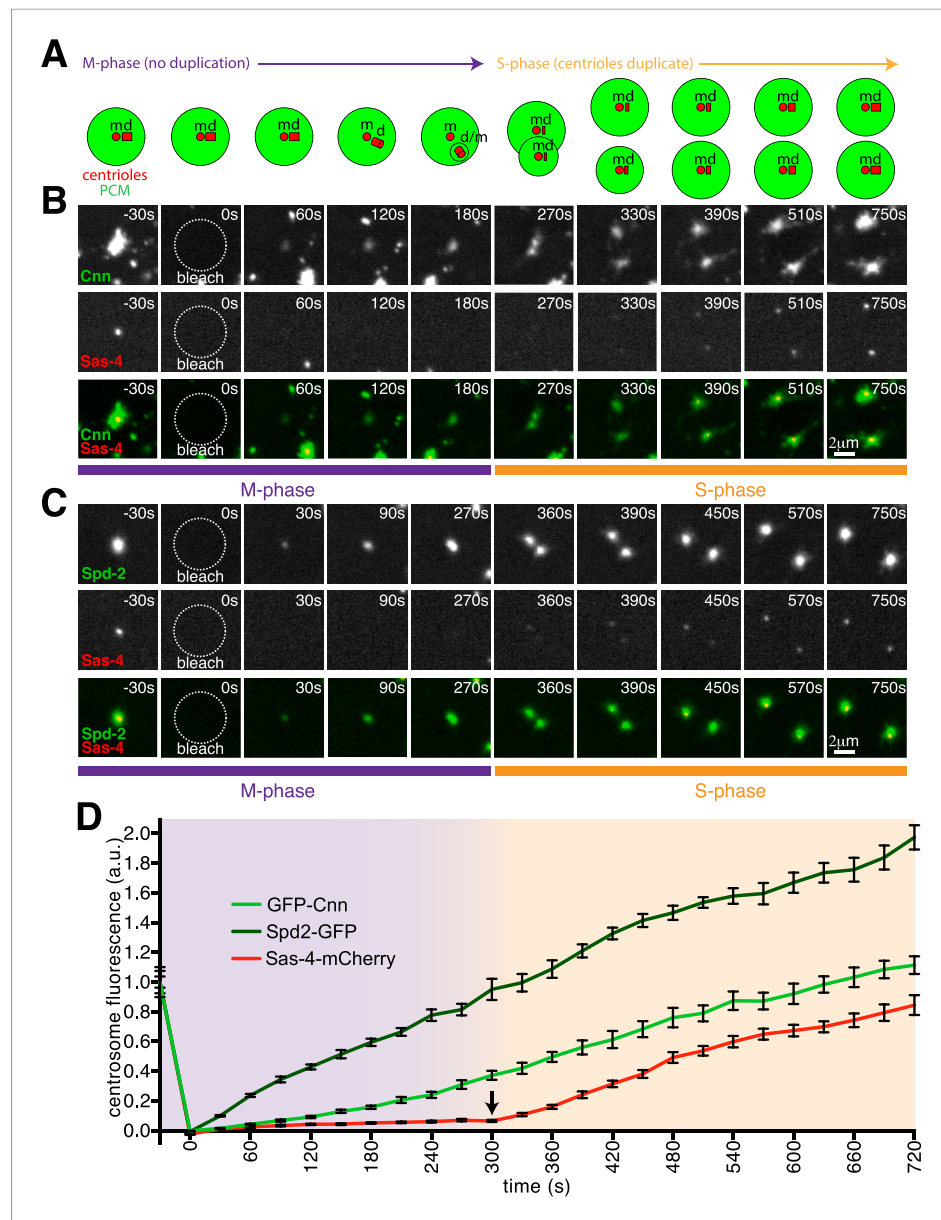 A
M-phase (no duplication)
S-phase (centrioles duplicate)
md md md m d m d/m md md md md md md
md md md md
centrioles
PCM
B
-30s 0s 60s 120s 180s 270s 330s 390s 510s 750s
Cnn bleach
-30s 0s 60s 120s 180s 270s 330s 390s 510s 750s
Sas-4 bleach
-30s 0s 60s 120s 180s 270s 330s 390s 510s 750s
Cnn
Sas-4 bleach 2μm
M-phase S-phase
C
-30s 0s 30s 90s 270s 360s 390s 450s 570s 750s
Spd-2 bleach
-30s 0s 30s 90s 270s 360s 390s 450s 570s 750s
Sas-4 bleach
-30s 0s 30s 90s 270s 360s 390s 450s 570s 750s
Spd-2
Sas-4 bleach 2μm
M-phase S-phase
D
centrosome fluorescence (a.u.)
2.0
1.8
1.6
1.4
1.2
1.0
0.8
0.6
0.4
0.2
0.0
GFP-Cnn
Spd2-GFP
Sas-4-mCherry
0 60 120 180 240 300 360 420 480 540 600 660 720
time (s)